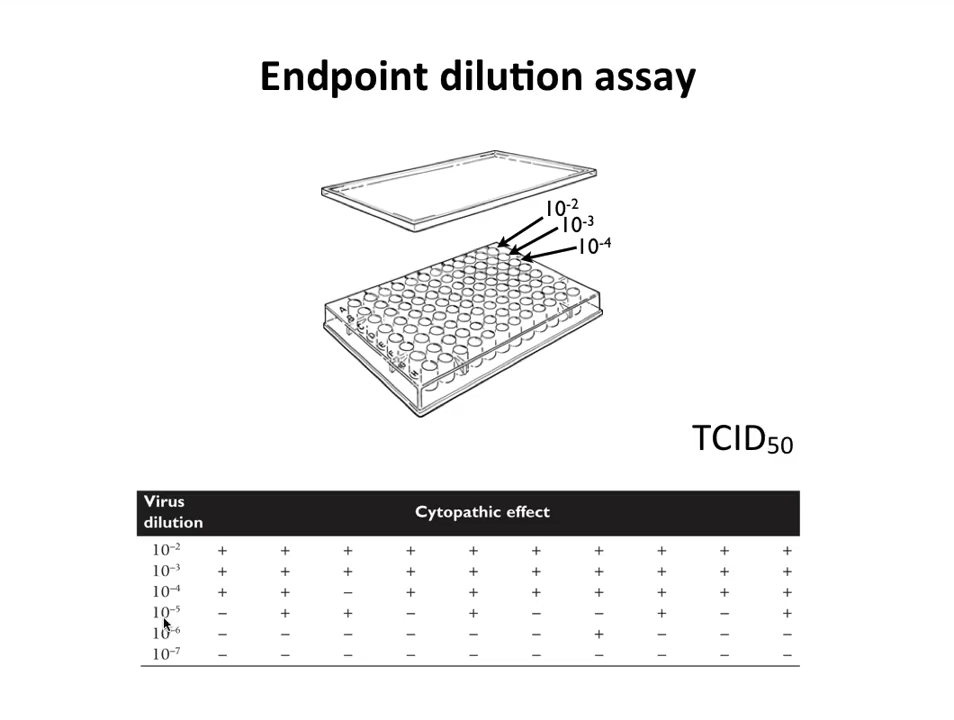 Endpoint dilution assay
10⁻²
10⁻³
10⁻⁴
TCID₅₀
Virus dilution Cytopathic effect
10⁻² + + + + + + + + + +
10⁻³ + + + + + + + + + +
10⁻⁴ + + – + + + + + + +
10⁻⁵ – + + – + – – + – +
10⁻⁶ – – – – – – + – – –
10⁻⁷ – – – – – – – – – –